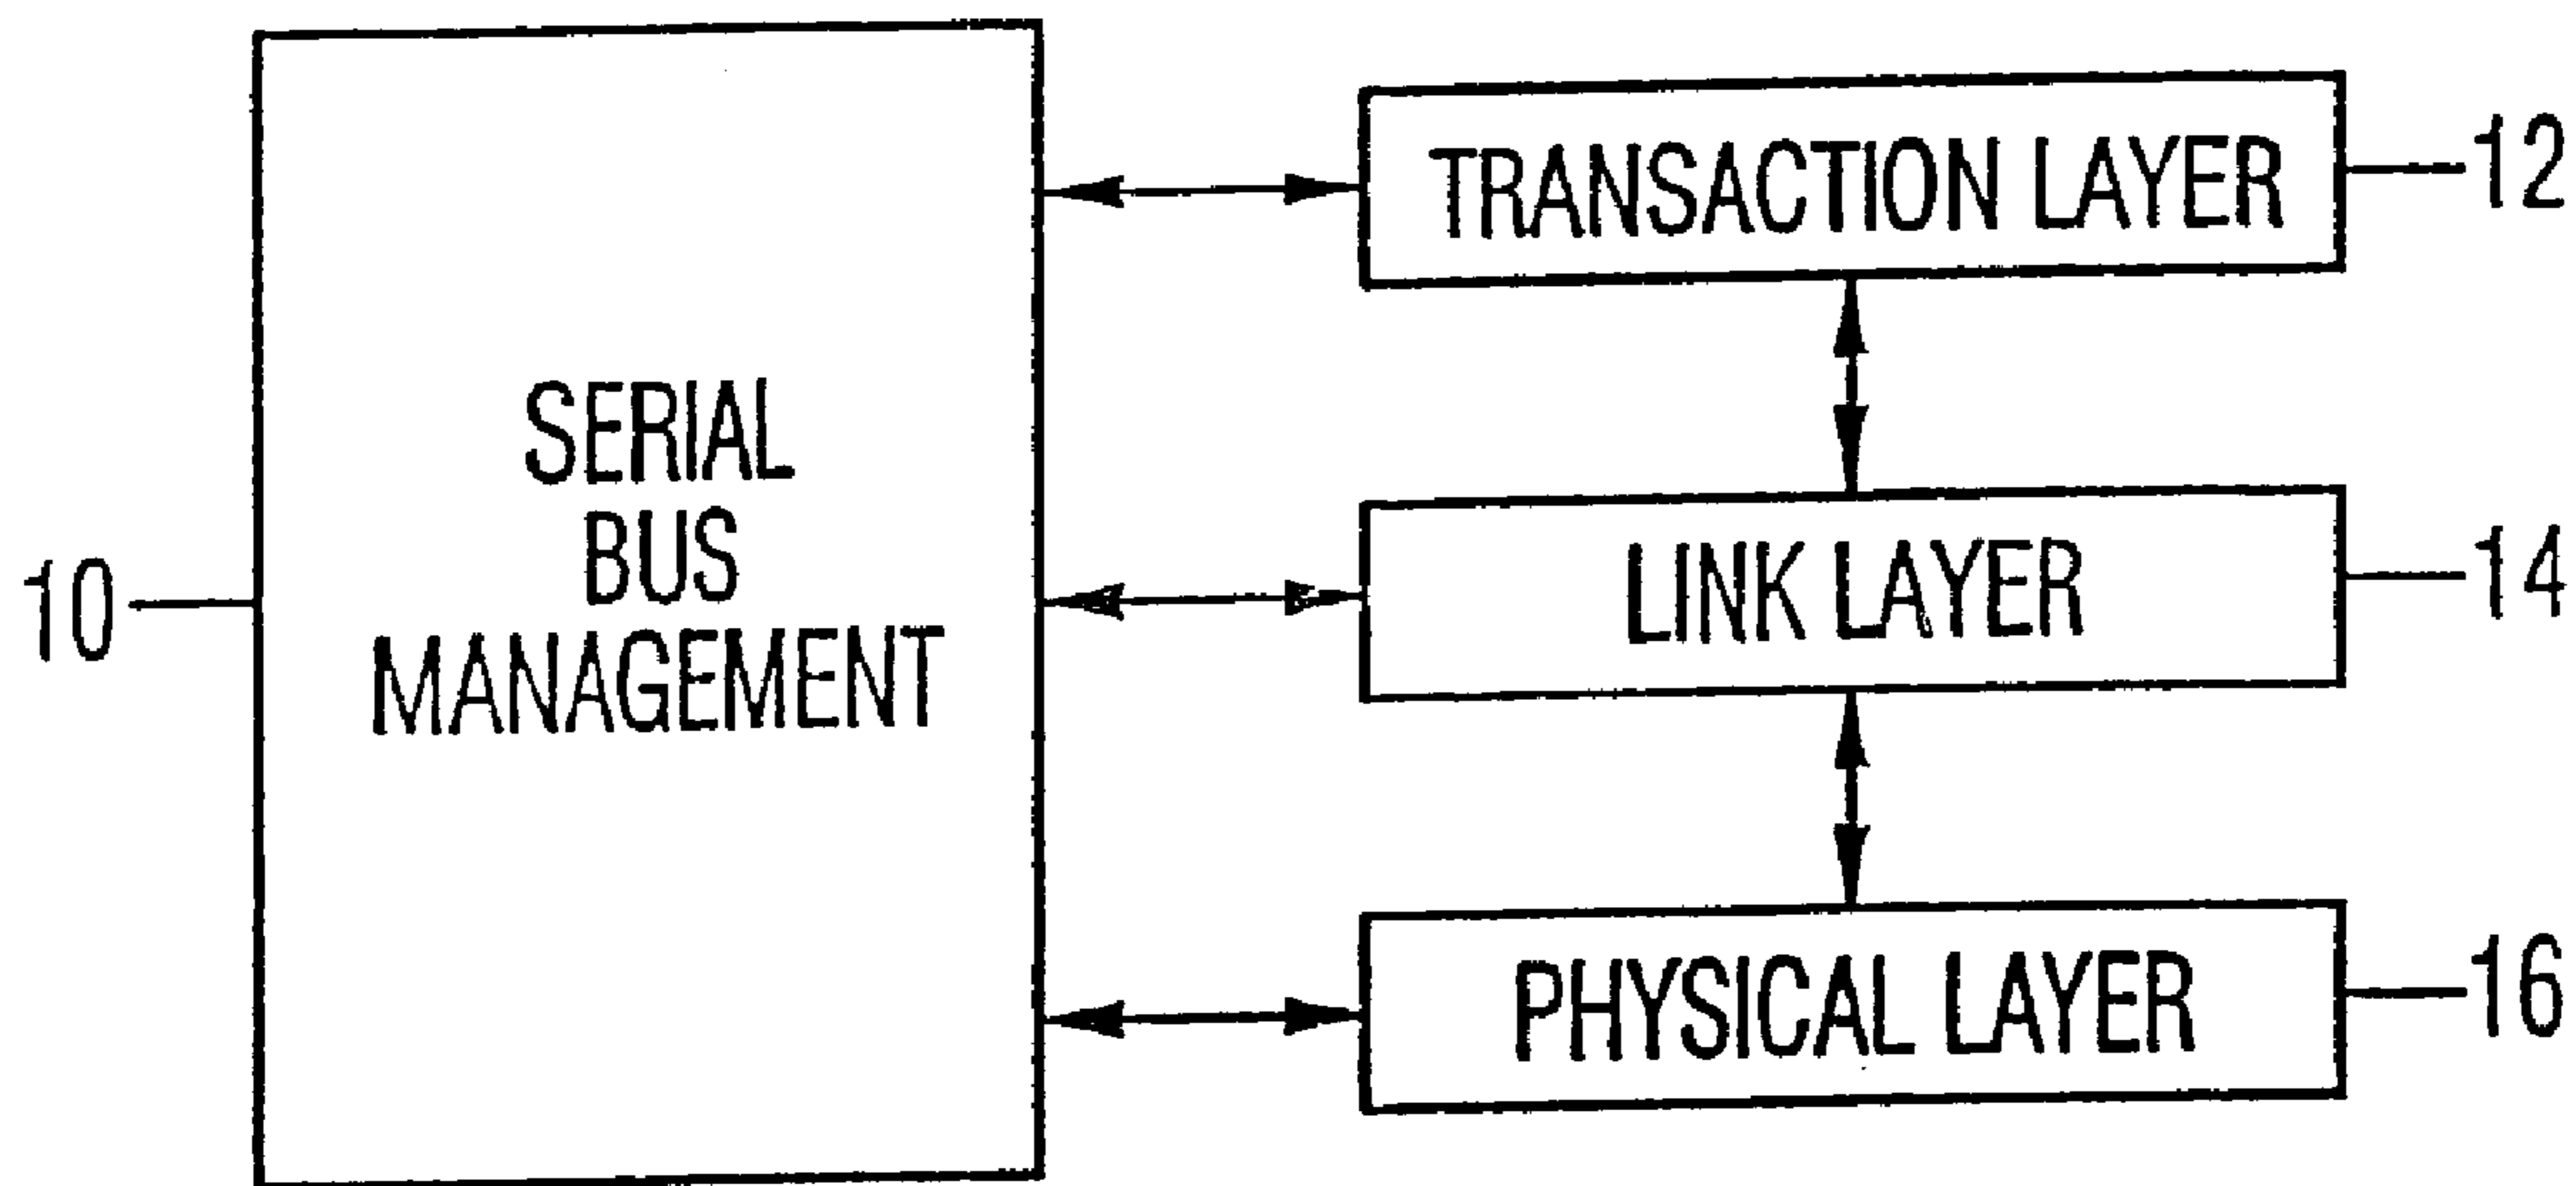 10
SERIAL
BUS
MANAGEMENT
TRANSACTION LAYER
12
LINK LAYER
14
PHYSICAL LAYER
16